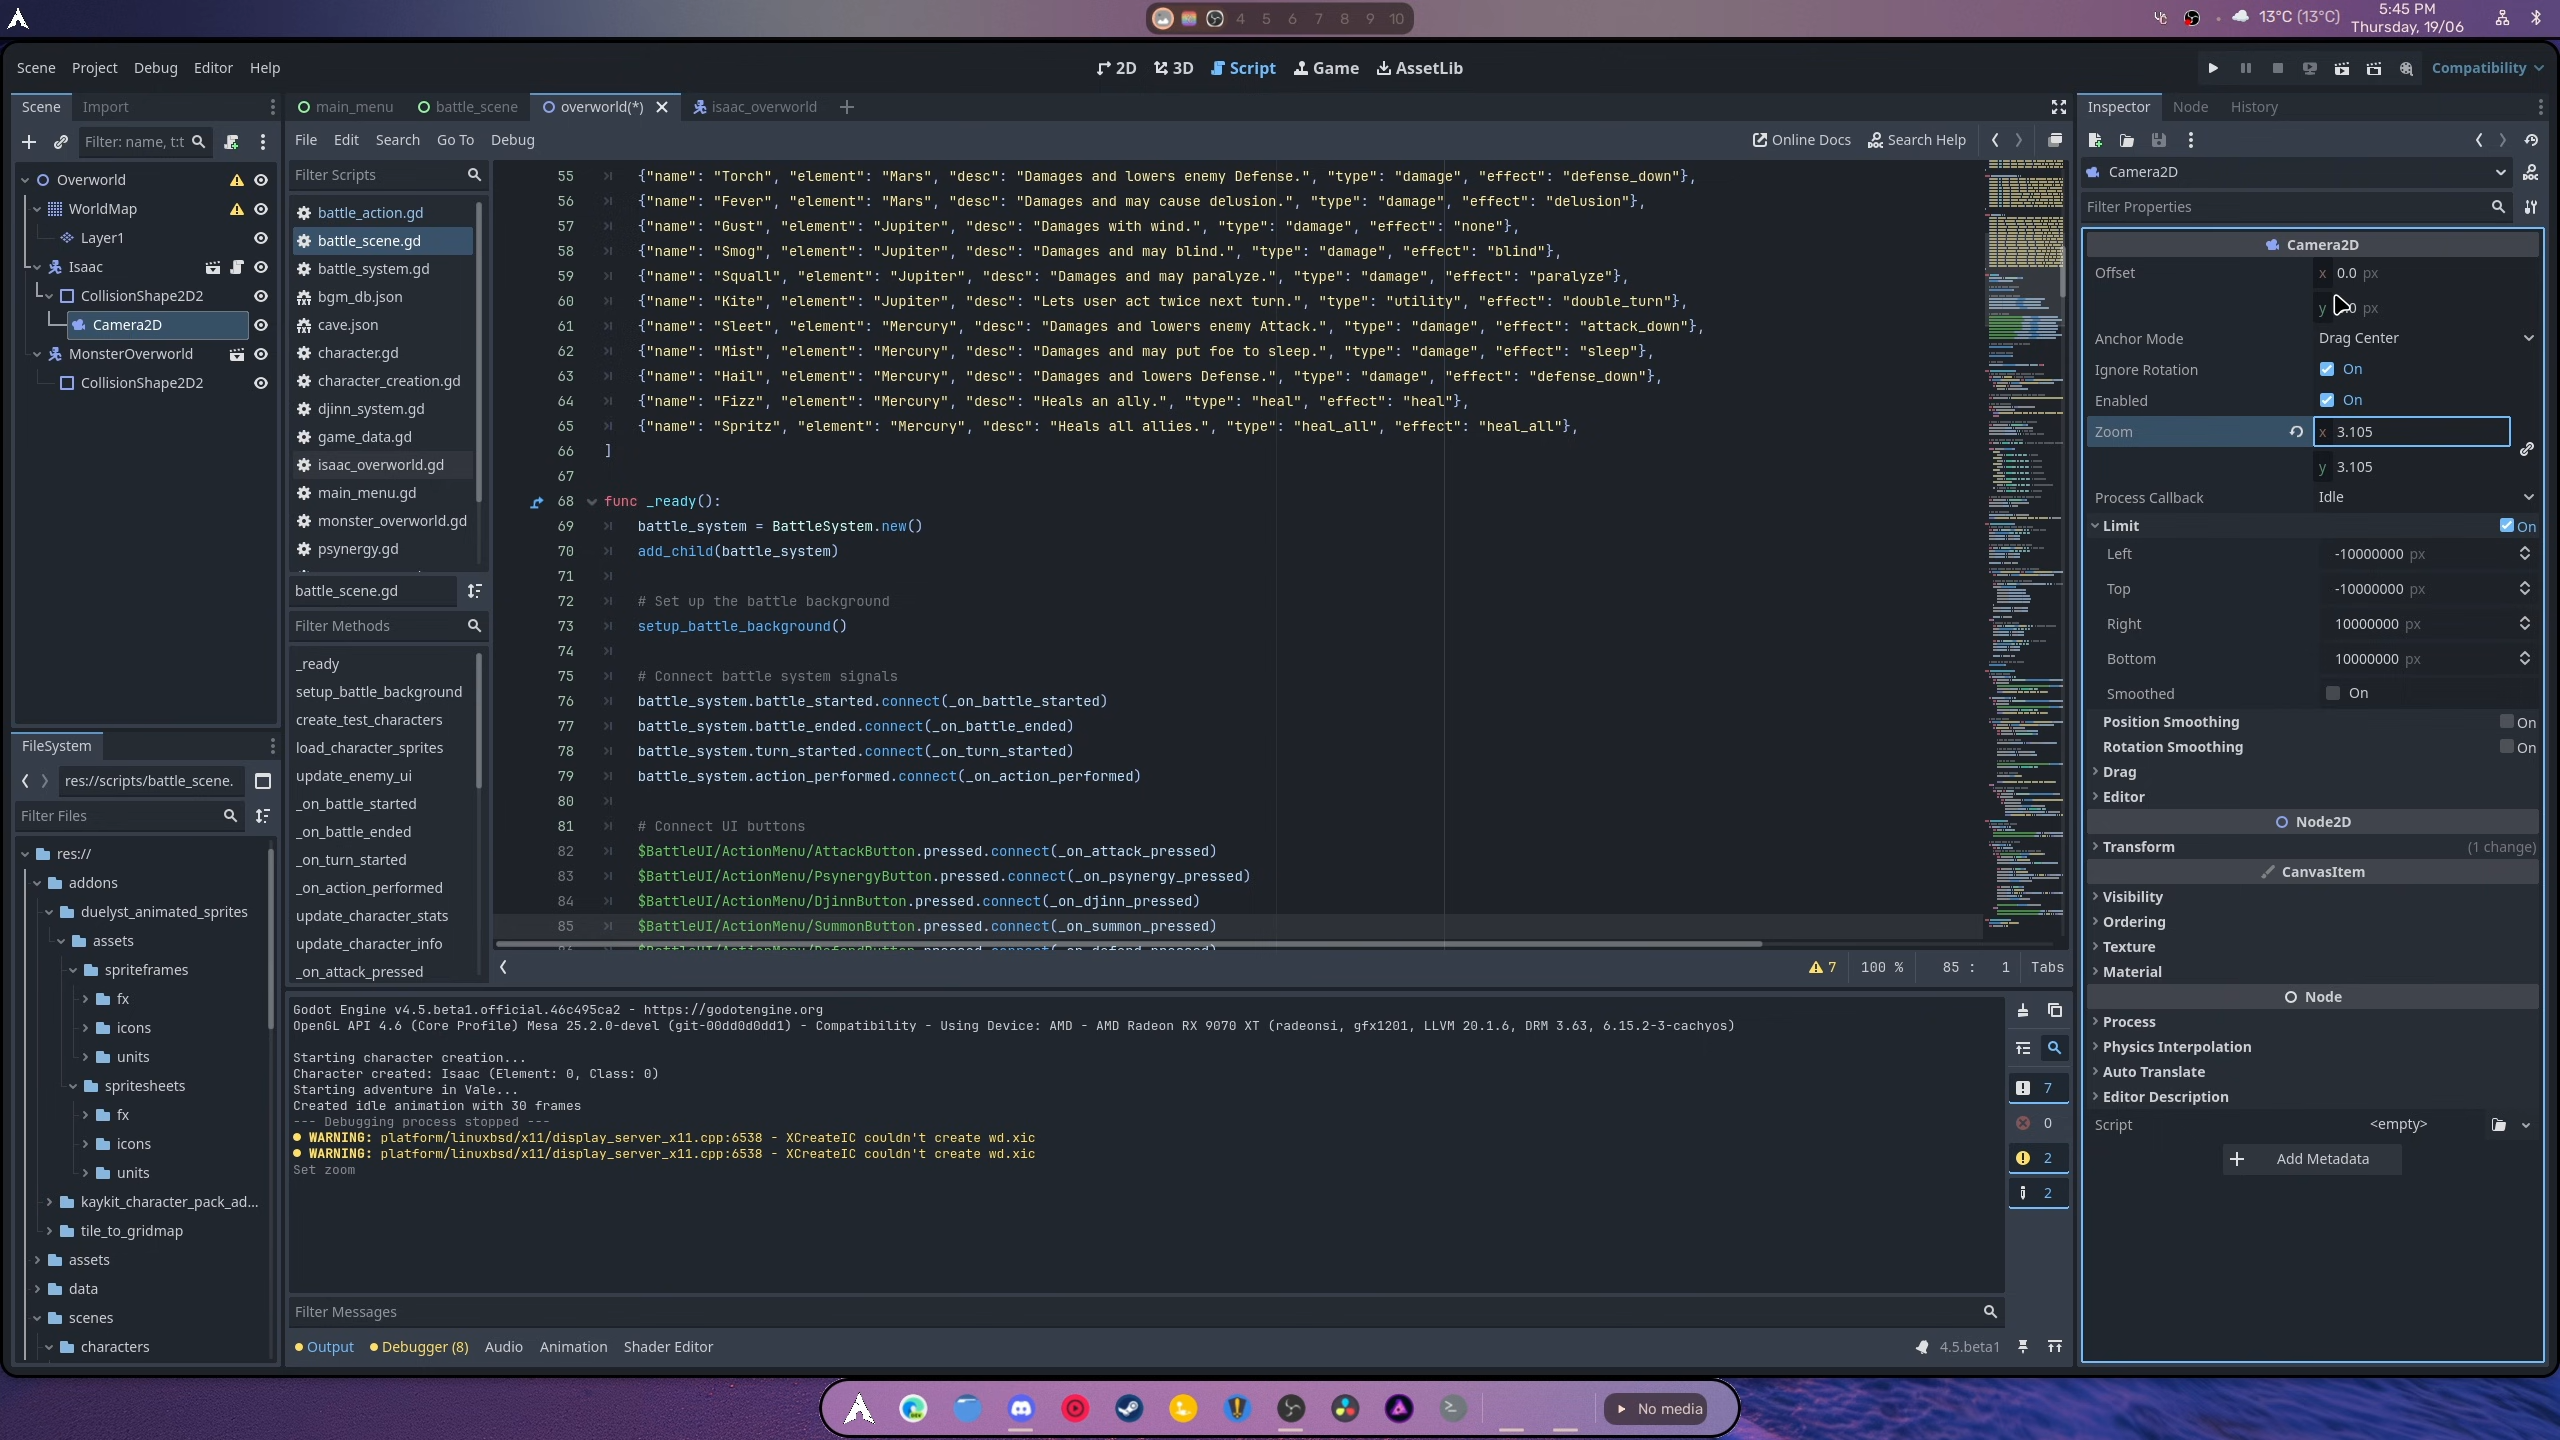 4 5 6 7 8 9 10
13°C (13°C)
5:45 PM
Thursday, 19/06
Scene Project Debug Editor Help
2D 3D Script Game AssetLib
Compatibility
Scene Import
Filter: name, t:t
Overworld
WorldMap
Layer1
Isaac
CollisionShape2D2
Camera2D
MonsterOverworld
CollisionShape2D2
FileSystem
res://scripts/battle_scene.
Filter Files
res://
addons
duelyst_animated_sprites
assets
spriteframes
fx
icons
units
spritesheets
fx
icons
units
kaykit_character_pack_ad...
tile_to_gridmap
assets
data
scenes
characters
main_menu battle_scene overworld(*) isaac_overworld
File Edit Search Go To Debug
Online Docs Search Help
Filter Scripts
battle_action.gd
battle_scene.gd
battle_system.gd
bgm_db.json
cave.json
character.gd
character_creation.gd
djinn_system.gd
game_data.gd
isaac_overworld.gd
main_menu.gd
monster_overworld.gd
psynergy.gd
battle_scene.gd
Filter Methods
_ready
setup_battle_background
create_test_characters
load_character_sprites
update_enemy_ui
_on_battle_started
_on_battle_ended
_on_turn_started
_on_action_performed
update_character_stats
update_character_info
_on_attack_pressed
55 {"name": "Torch", "element": "Mars", "desc": "Damages and lowers enemy Defense.", "type": "damage", "effect": "defense_down"},
56 {"name": "Fever", "element": "Mars", "desc": "Damages and may cause delusion.", "type": "damage", "effect": "delusion"},
57 {"name": "Gust", "element": "Jupiter", "desc": "Damages with wind.", "type": "damage", "effect": "none"},
58 {"name": "Smog", "element": "Jupiter", "desc": "Damages and may blind.", "type": "damage", "effect": "blind"},
59 {"name": "Squall", "element": "Jupiter", "desc": "Damages and may paralyze.", "type": "damage", "effect": "paralyze"},
60 {"name": "Kite", "element": "Jupiter", "desc": "Lets user act twice next turn.", "type": "utility", "effect": "double_turn"},
61 {"name": "Sleet", "element": "Mercury", "desc": "Damages and lowers enemy Attack.", "type": "damage", "effect": "attack_down"},
62 {"name": "Mist", "element": "Mercury", "desc": "Damages and may put foe to sleep.", "type": "damage", "effect": "sleep"},
63 {"name": "Hail", "element": "Mercury", "desc": "Damages and lowers Defense.", "type": "damage", "effect": "defense_down"},
64 {"name": "Fizz", "element": "Mercury", "desc": "Heals an ally.", "type": "heal", "effect": "heal"},
65 {"name": "Spritz", "element": "Mercury", "desc": "Heals all allies.", "type": "heal_all", "effect": "heal_all"},
66 ]
67
68 func _ready():
69 battle_system = BattleSystem.new()
70 add_child(battle_system)
71
72 # Set up the battle background
73 setup_battle_background()
74
75 # Connect battle system signals
76 battle_system.battle_started.connect(_on_battle_started)
77 battle_system.battle_ended.connect(_on_battle_ended)
78 battle_system.turn_started.connect(_on_turn_started)
79 battle_system.action_performed.connect(_on_action_performed)
80
81 # Connect UI buttons
82 $BattleUI/ActionMenu/AttackButton.pressed.connect(_on_attack_pressed)
83 $BattleUI/ActionMenu/PsynergyButton.pressed.connect(_on_psynergy_pressed)
84 $BattleUI/ActionMenu/DjinnButton.pressed.connect(_on_djinn_pressed)
85 $BattleUI/ActionMenu/SummonButton.pressed.connect(_on_summon_pressed)
7 100 % 85 : 1 Tabs
Godot Engine v4.5.beta1.official.46c495ca2 - https://godotengine.org
OpenGL API 4.6 (Core Profile) Mesa 25.2.0-devel (git-00dd0d0dd1) - Compatibility - Using Device: AMD - AMD Radeon RX 9070 XT (radeonsi, gfx1201, LLVM 20.1.6, DRM 3.63, 6.15.2-3-cachyos)
Starting character creation...
Character created: Isaac (Element: 0, Class: 0)
Starting adventure in Vale...
Created idle animation with 30 frames
--- Debugging process stopped ---
WARNING: platform/linuxbsd/x11/display_server_x11.cpp:6538 - XCreateIC couldn't create wd.xic
WARNING: platform/linuxbsd/x11/display_server_x11.cpp:6538 - XCreateIC couldn't create wd.xic
Set zoom
7
0
2
2
Filter Messages
Output Debugger (8) Audio Animation Shader Editor
4.5.beta1
Inspector Node History
Camera2D
Filter Properties
Camera2D
Offset x 0.0 px
y px
Anchor Mode Drag Center
Ignore Rotation On
Enabled On
Zoom x 3.105
y 3.105
Process Callback Idle
Limit On
Left -10000000 px
Top -10000000 px
Right 10000000 px
Bottom 10000000 px
Smoothed On
Position Smoothing On
Rotation Smoothing On
Drag
Editor
Node2D
Transform (1 change)
CanvasItem
Visibility
Ordering
Texture
Material
Node
Process
Physics Interpolation
Auto Translate
Editor Description
Script <empty>
Add Metadata
No media